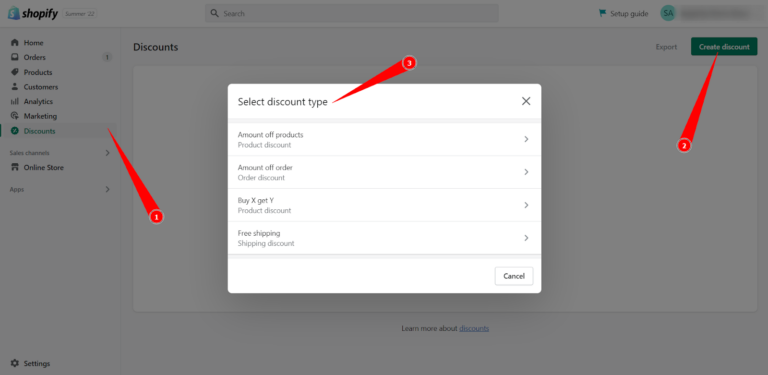 shopify
Summer '22
Search
Setup guide
SA
Home
Orders 1
Products
Customers
Analytics
Marketing
Discounts
Sales channels
Online Store
Apps
Settings
Discounts
Export
Create discount
3
Select discount type
Amount off products
Product discount
Amount off order
Order discount
Buy X get Y
Product discount
Free shipping
Shipping discount
Cancel
2
1
Learn more about discounts